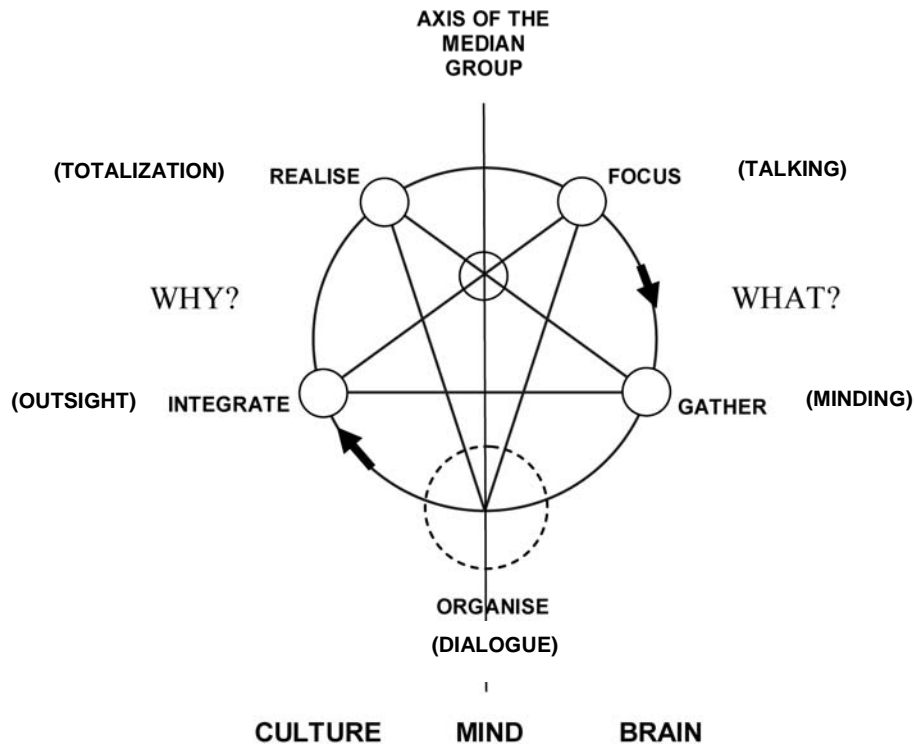 AXIS OF THE
MEDIAN
GROUP
(TOTALIZATION) REALISE FOCUS (TALKING)
WHY? WHAT?
(OUTSIGHT) INTEGRATE GATHER (MINDING)
ORGANISE
(DIALOGUE)
CULTURE MIND BRAIN